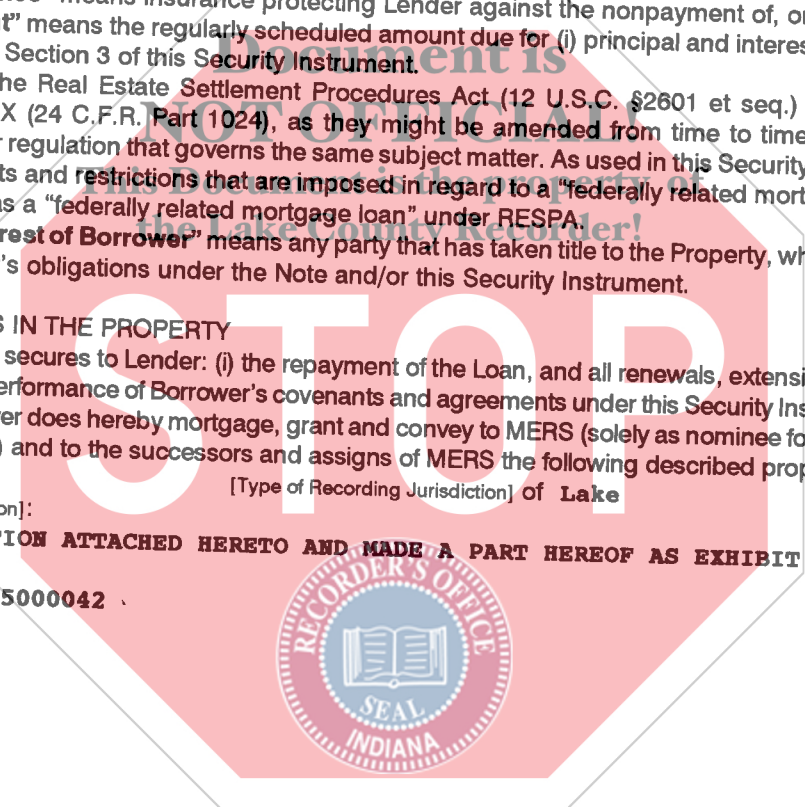 means insurance protecting Lender against the nonpayment of, or
t” means the regularly scheduled amount due for (i) principal and interes
Section 3 of this Security Instrument.
he Real Estate Settlement Procedures Act (12 U.S.C. §2601 et seq.)
X (24 C.F.R. Part 1024), as they might be amended from time to time
r regulation that governs the same subject matter. As used in this Security
ts and restrictions that are imposed in regard to a “federally related mort
as a “federally related mortgage loan” under RESPA.
rest of Borrower” means any party that has taken title to the Property, wh
’s obligations under the Note and/or this Security Instrument.
Document is
NOT OFFICIAL!
This Document is the property of
the Lake County Recorder!
STOP
S IN THE PROPERTY
secures to Lender: (i) the repayment of the Loan, and all renewals, extensi
erformance of Borrower’s covenants and agreements under this Security Ins
er does hereby mortgage, grant and convey to MERS (solely as nominee fo
) and to the successors and assigns of MERS the following described prop
[Type of Recording Jurisdiction] of Lake
on]:
TION ATTACHED HERETO AND MADE A PART HEREOF AS EXHIBIT
5000042
RECORDER'S OFFICE
SEAL
INDIANA